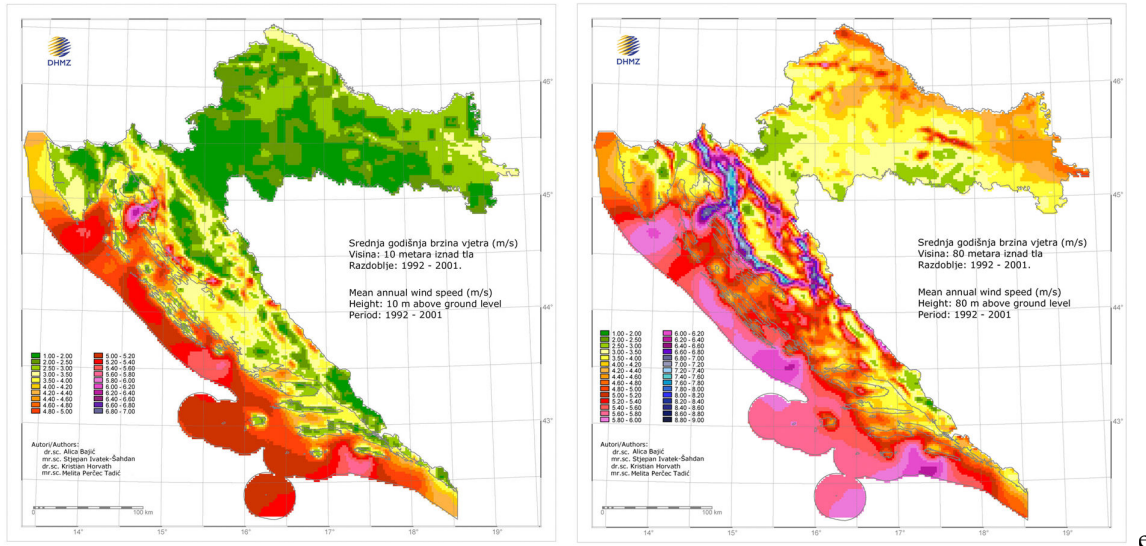 DHMZ
46°
45°
44°
43°
Srednja godišnja brzina vjetra (m/s)
Visina: 10 metara iznad tla
Razdoblje: 1992 - 2001.
Mean annual wind speed (m/s)
Height: 10 m above ground level
Period: 1992 - 2001
1.00 - 2.00
2.00 - 2.50
2.50 - 3.00
3.00 - 3.50
3.50 - 4.00
4.00 - 4.20
4.20 - 4.40
4.40 - 4.60
4.60 - 4.80
4.80 - 5.00
5.00 - 5.20
5.20 - 5.40
5.40 - 5.60
5.60 - 5.80
5.80 - 6.00
6.00 - 6.20
6.20 - 6.40
6.40 - 6.60
6.60 - 6.80
6.80 - 7.00
Autori/Authors:
dr.sc. Alica Bajić
mr.sc. Stjepan Ivatek-Šahdan
dr.sc. Kristian Horvath
mr.sc. Melita Perčec Tadić
0 100 km
14° 15° 16° 17° 18° 19°
DHMZ
46°
45°
44°
43°
Srednja godišnja brzina vjetra (m/s)
Visina: 80 metara iznad tla
Razdoblje: 1992 - 2001.
Mean annual wind speed (m/s)
Height: 80 m above ground level
Period: 1992 - 2001
1.00 - 2.00
2.00 - 2.50
2.50 - 3.00
3.00 - 3.50
3.50 - 4.00
4.00 - 4.20
4.20 - 4.40
4.40 - 4.60
4.60 - 4.80
4.80 - 5.00
5.00 - 5.20
5.20 - 5.40
5.40 - 5.60
5.60 - 5.80
5.80 - 6.00
6.00 - 6.20
6.20 - 6.40
6.40 - 6.60
6.60 - 6.80
6.80 - 7.00
7.00 - 7.20
7.20 - 7.40
7.40 - 7.60
7.60 - 7.80
7.80 - 8.00
8.00 - 8.20
8.20 - 8.40
8.40 - 8.60
8.60 - 8.80
8.80 - 9.00
Autori/Authors:
dr.sc. Alica Bajić
mr.sc. Stjepan Ivatek-Šahdan
dr.sc. Kristian Horvath
mr.sc. Melita Perčec Tadić
0 100 km
14° 15° 16° 17° 18° 19°
e